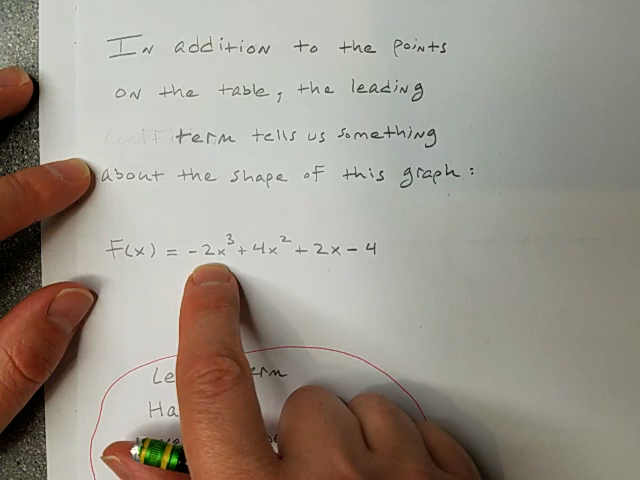 In addition to the points
on the table, the leading
term tells us something
about the shape of this graph:
F(x) = -2x³ + 4x² + 2x - 4